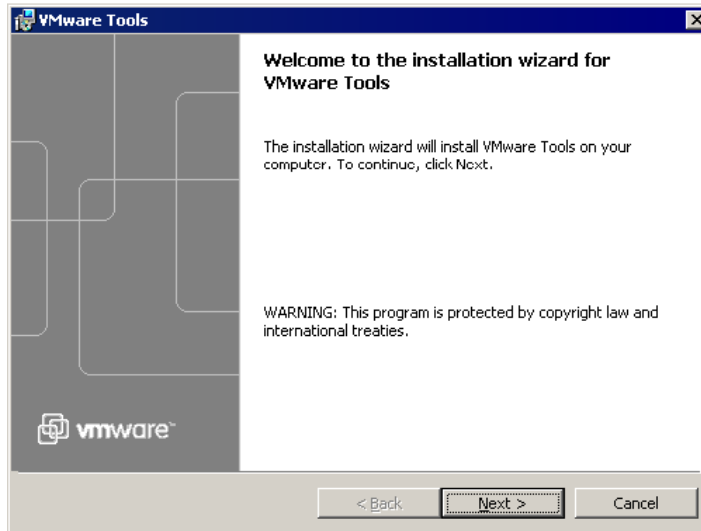 VMware Tools
Welcome to the installation wizard for
VMware Tools
The installation wizard will install VMware Tools on your
computer. To continue, click Next.
WARNING: This program is protected by copyright law and
international treaties.
vmware™
< Back
Next >
Cancel